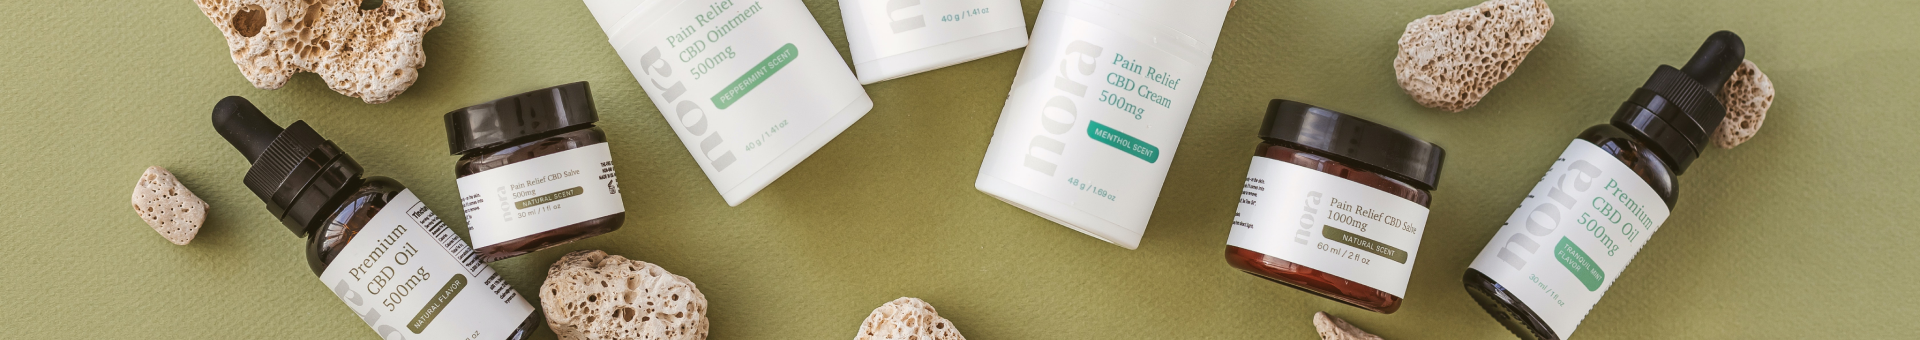 nora
Premium
CBD Oil
500mg
NATURAL FLAVOR
oz
nora
Pain Relief CBD Salve
500mg
NATURAL SCENT
30 ml / 1 fl oz
nora
Pain Relief
CBD Ointment
500mg
PEPPERMINT SCENT
40 g / 1.41 oz
40 g / 1.41 oz
nora
Pain Relief
CBD Cream
500mg
MENTHOL SCENT
48 g / 1.69 oz
nora
Pain Relief CBD Salve
1000mg
NATURAL SCENT
60 ml / 2 fl oz
nora
Premium
CBD Oil
500mg
TRANQUIL MINT
FLAVOR
30 ml / 1 fl oz